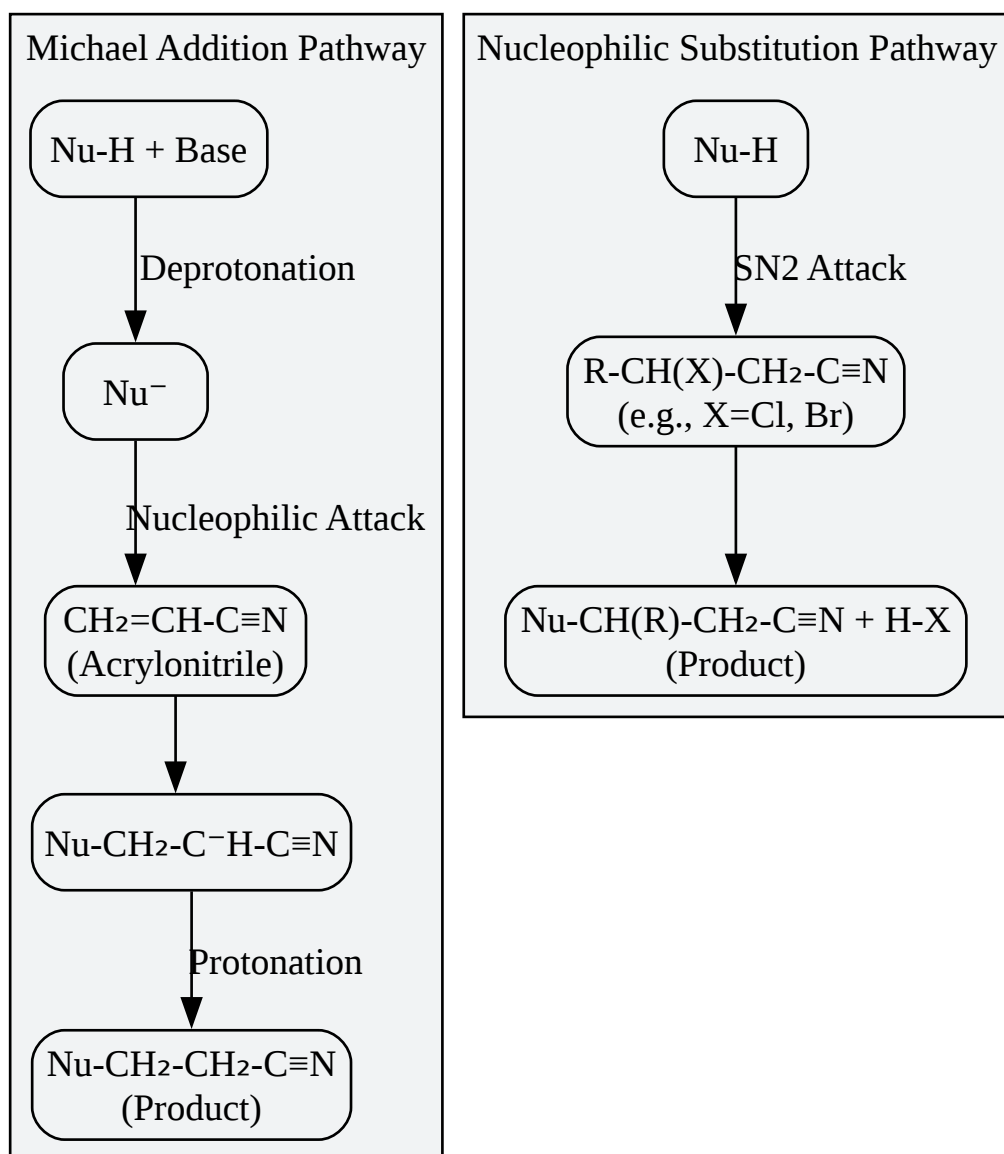 Michael Addition Pathway
Nu-H + Base
Deprotonation
Nu⁻
Nucleophilic Attack
CH₂=CH-C≡N
(Acrylonitrile)
Nu-CH₂-C⁻H-C≡N
Protonation
Nu-CH₂-CH₂-C≡N
(Product)
Nucleophilic Substitution Pathway
Nu-H
SN2 Attack
R-CH(X)-CH₂-C≡N
(e.g., X=Cl, Br)
Nu-CH(R)-CH₂-C≡N + H-X
(Product)